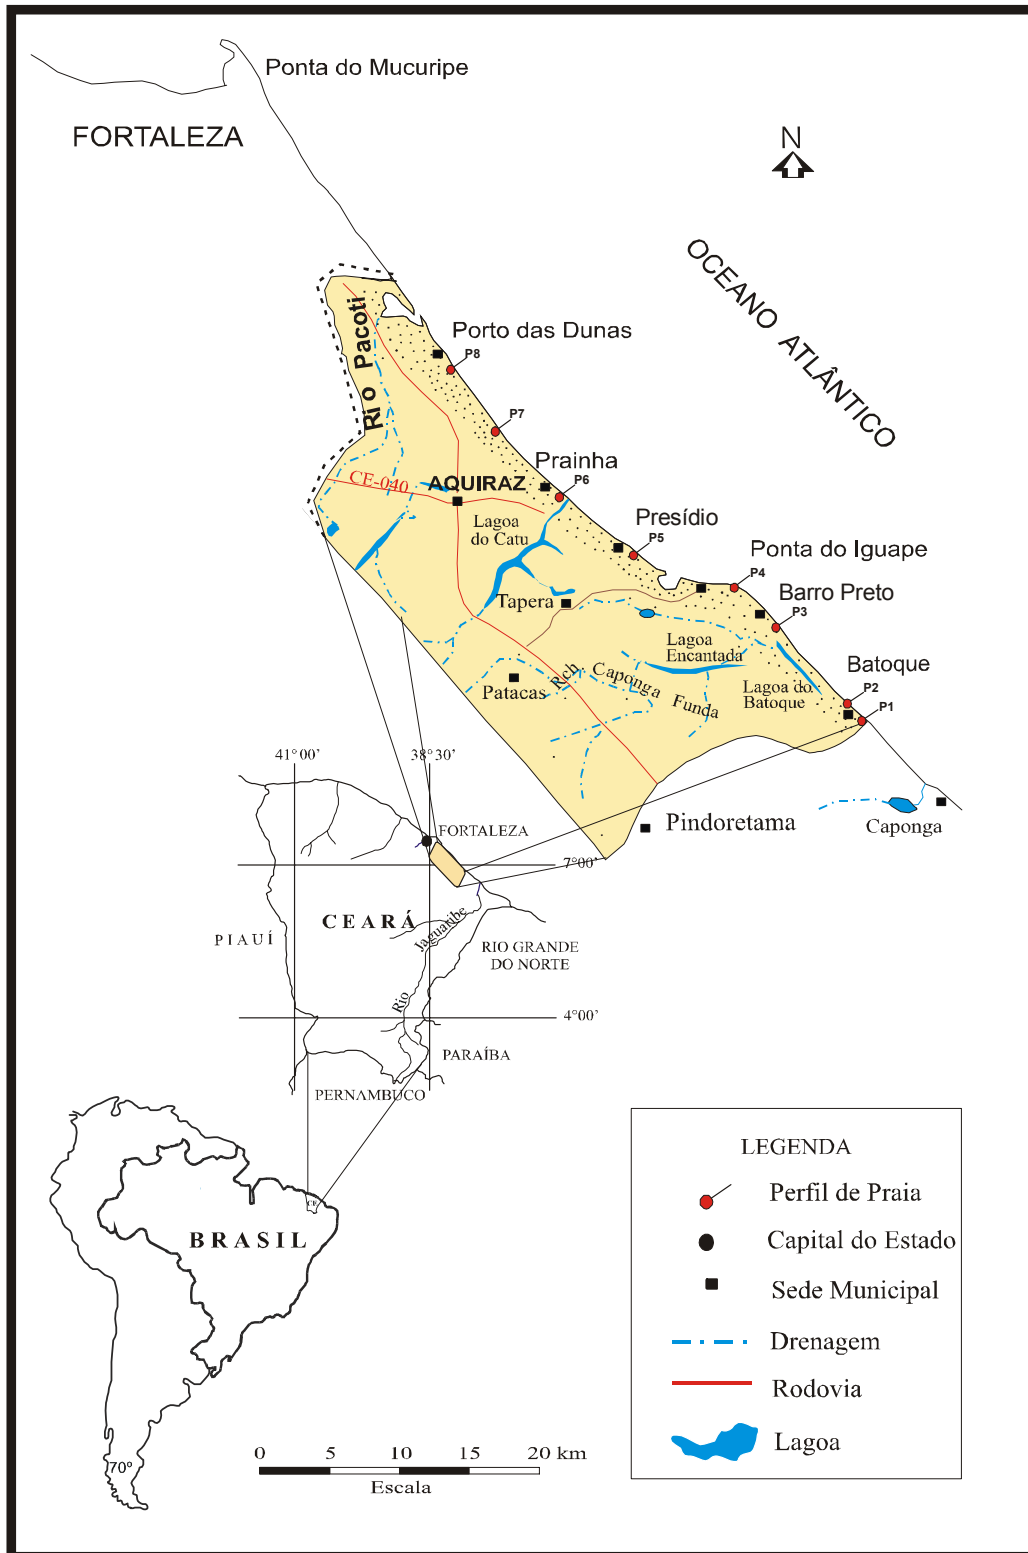 Ponta do Mucuripe
FORTALEZA
N
OCEANO ATLÂNTICO
Rio Pacoti
Porto das Dunas
P8
P7
Prainha
P6
CE-040
AQUIRAZ
Lagoa
do Catu
Presídio
P5
Ponta do Iguape
P4
Tapera
Barro Preto
P3
Lagoa
Encantada
Rch. Caponga Funda
Patacas
Batoque
Lagoa do
Batoque
P2
P1
Pindoretama
Caponga
41°00’
38°30’
FORTALEZA
7°00’
CEARÁ
PIAUÍ
Rio Jaguaribe
RIO GRANDE
DO NORTE
4°00’
PARAÍBA
PERNAMBUCO
CE
BRASIL
70º
LEGENDA
Perfil de Praia
Capital do Estado
Sede Municipal
Drenagem
Rodovia
Lagoa
0 5 10 15 20 km
Escala